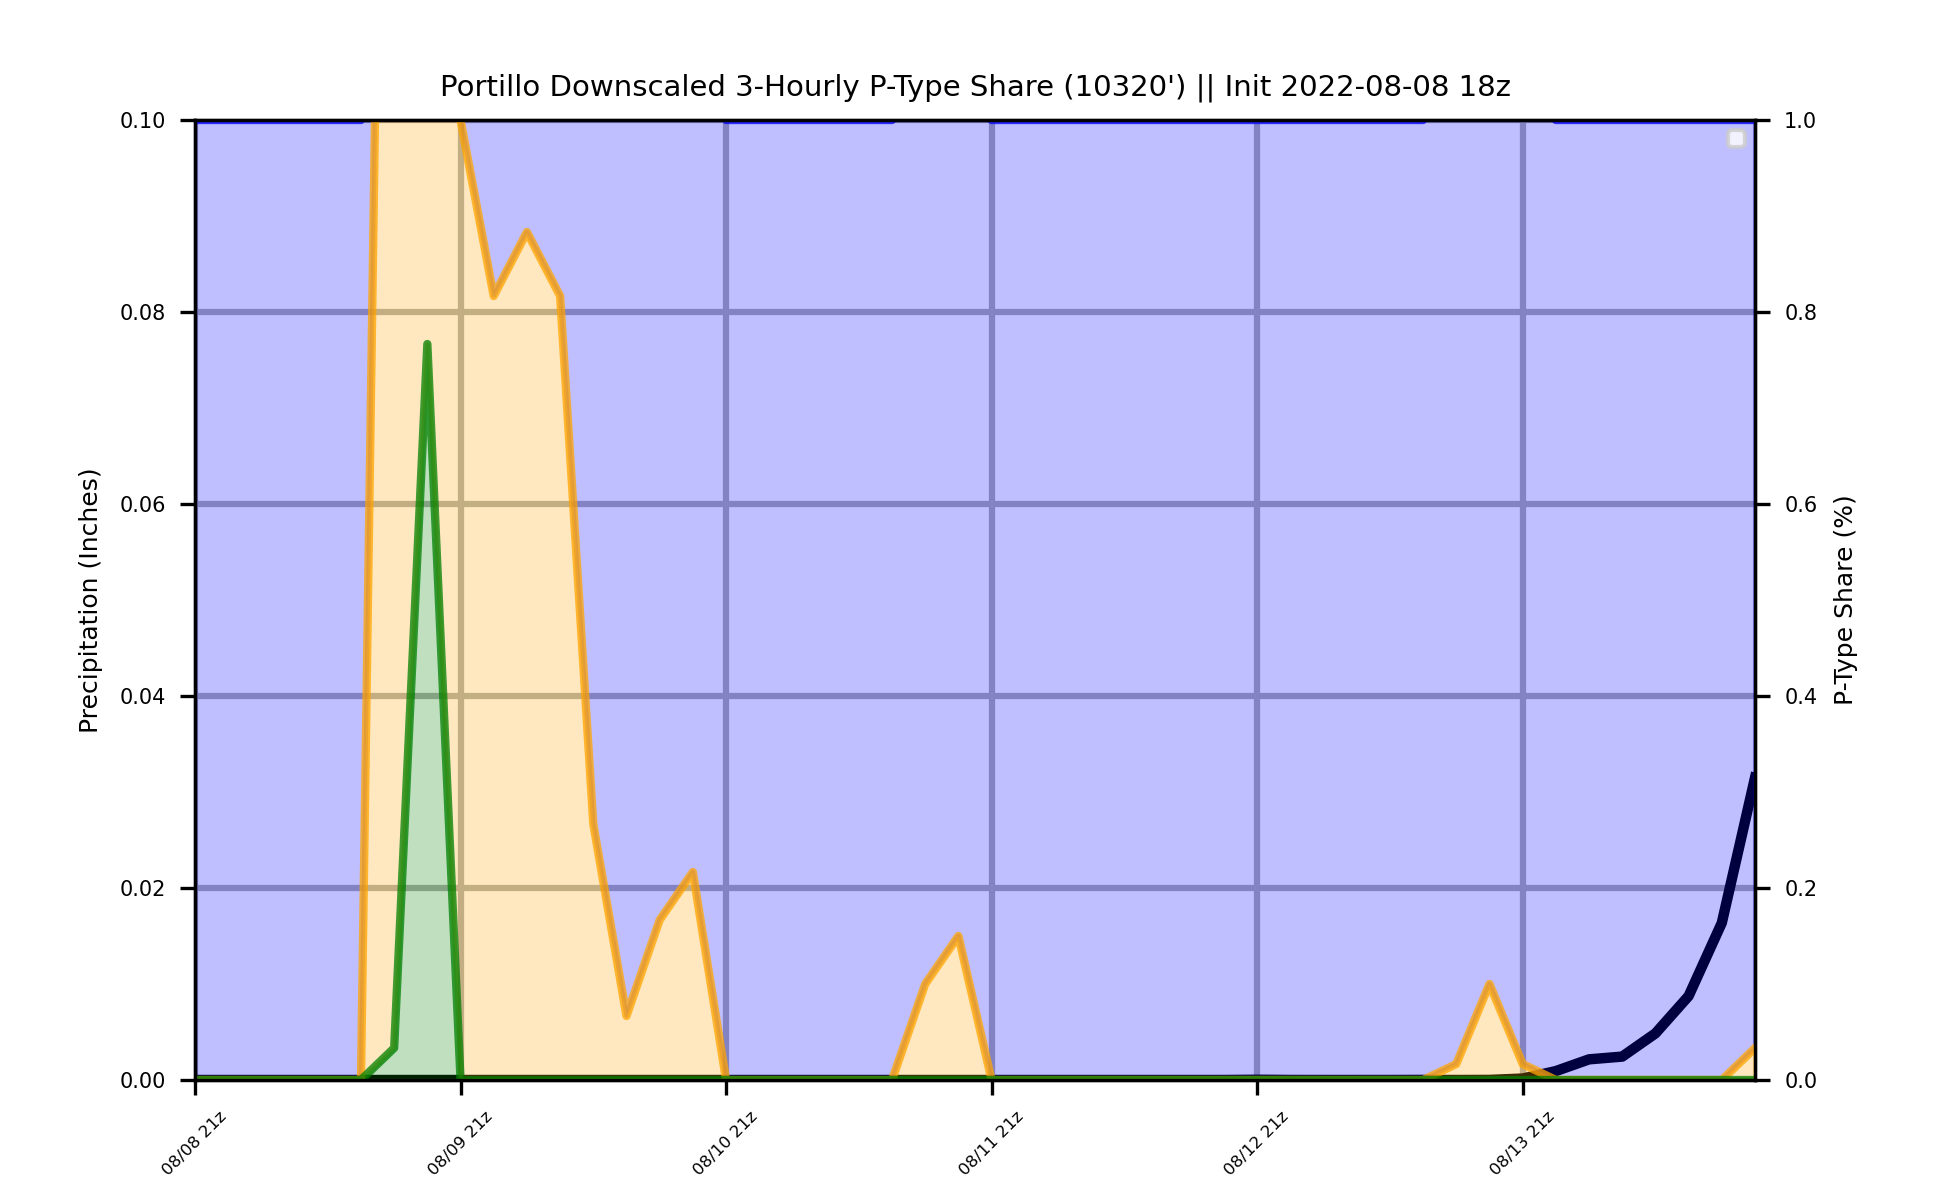 Portillo Downscaled 3-Hourly P-Type Share (10320') || Init 2022-08-08 18z
0.10
0.08
0.06
0.04
0.02
0.00
Precipitation (Inches)
1.0
0.8
0.6
0.4
0.2
0.0
P-Type Share (%)
08/08 21z
08/09 21z
08/10 21z
08/11 21z
08/12 21z
08/13 21z